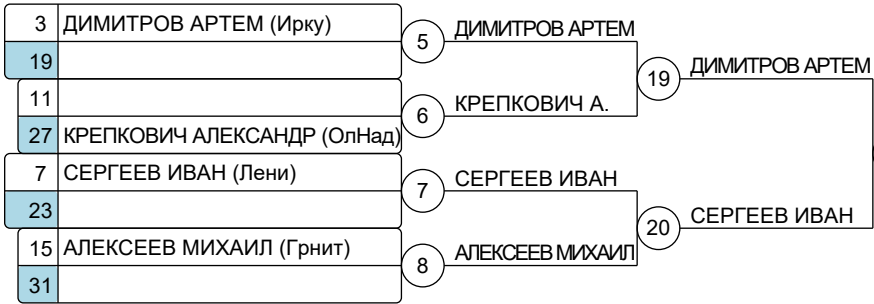 3 ДИМИТРОВ АРТЕМ (Ирку)
19
5 ДИМИТРОВ АРТЕМ
11
27 КРЕПКОВИЧ АЛЕКСАНДР (ОлНад)
6 КРЕПКОВИЧ А.
19 ДИМИТРОВ АРТЕМ
7 СЕРГЕЕВ ИВАН (Лени)
23
7 СЕРГЕЕВ ИВАН
15 АЛЕКСЕЕВ МИХАИЛ (Грнит)
31
8 АЛЕКСЕЕВ МИХАИЛ
20 СЕРГЕЕВ ИВАН